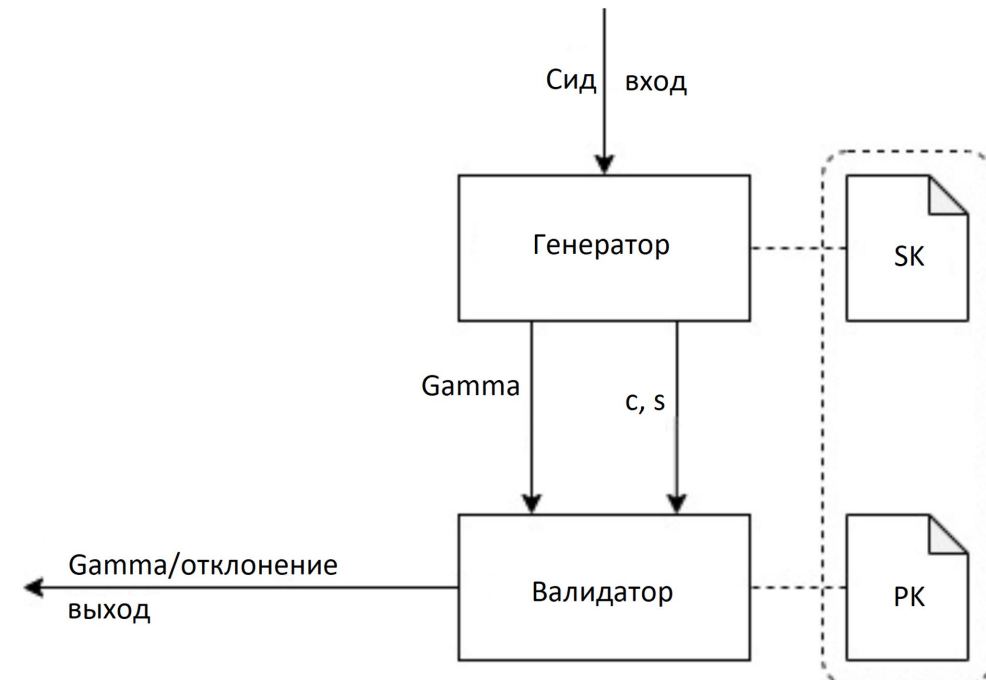 Сид вход
Генератор
SK
Gamma
c, s
Gamma/отклонение
выход
Валидатор
PK